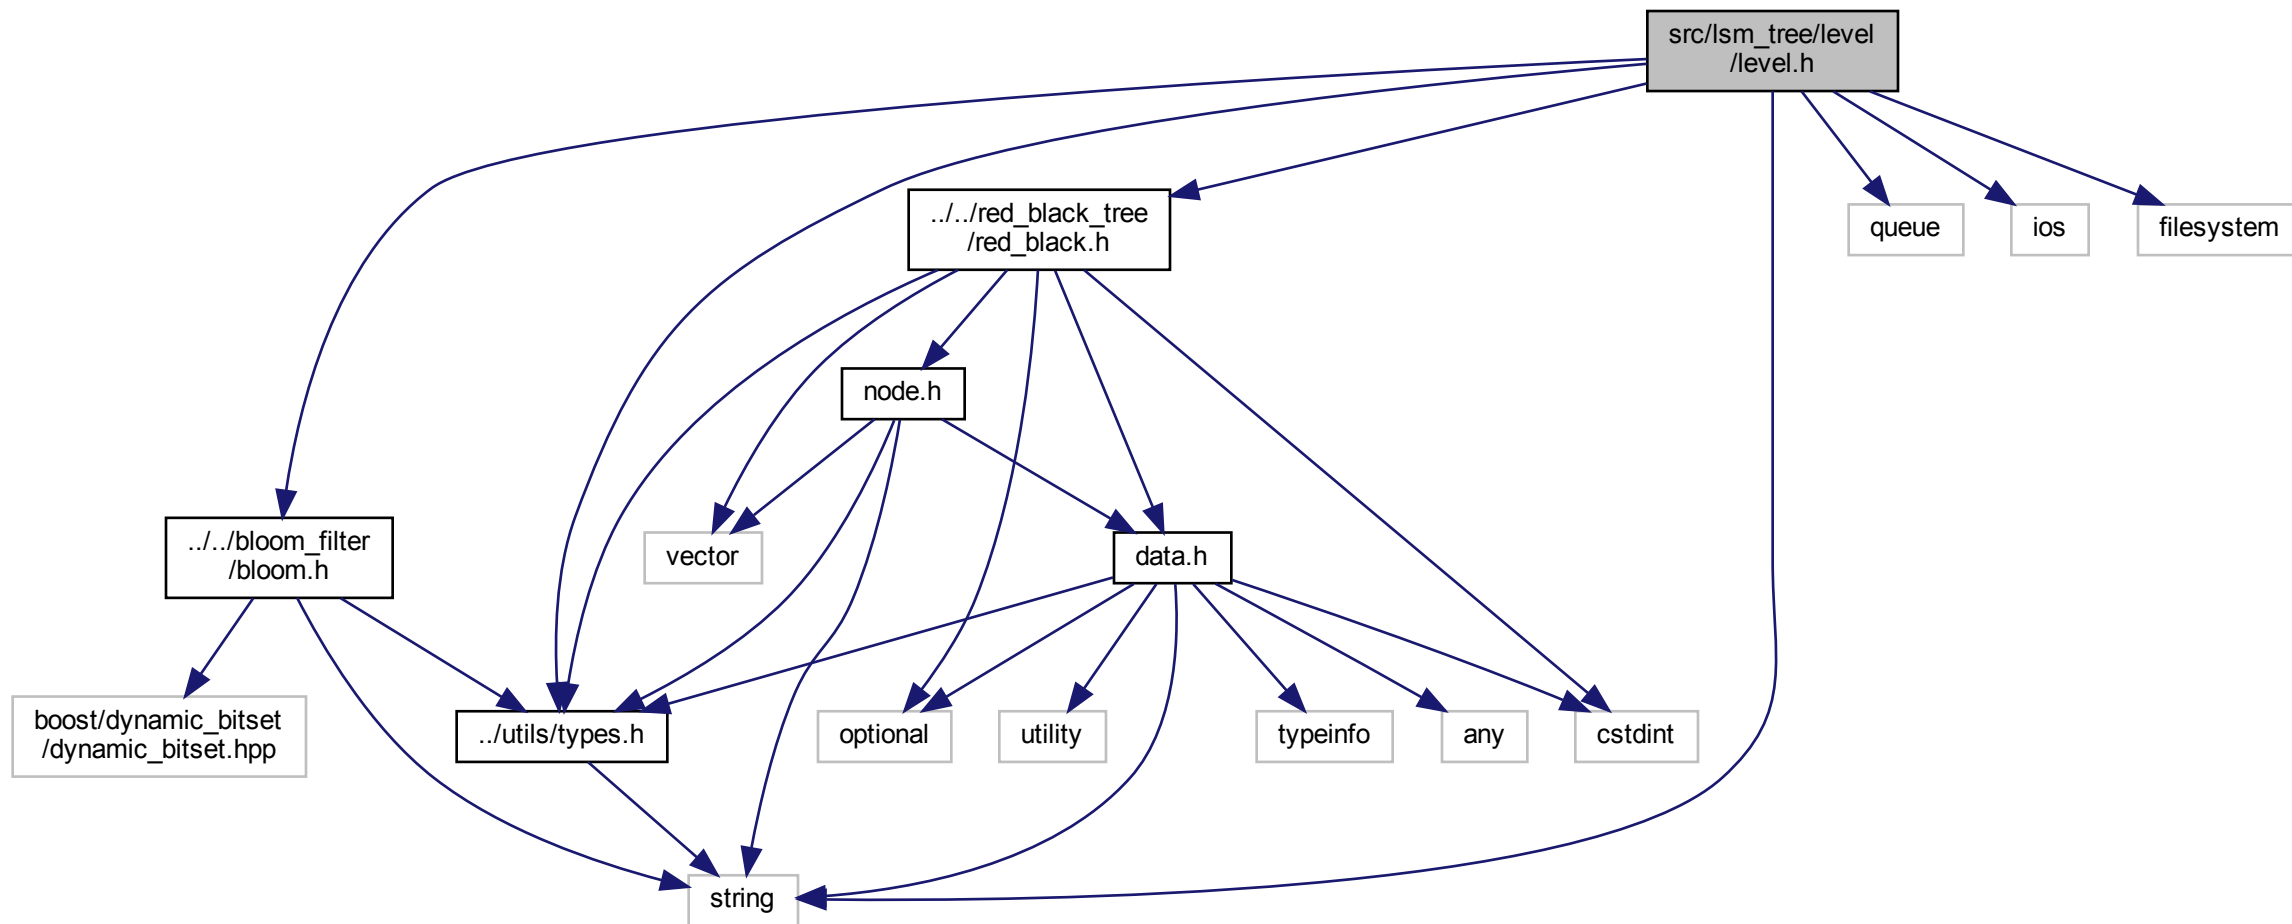 src/lsm_tree/level
/level.h
../../red_black_tree
/red_black.h
queue
ios
filesystem
node.h
../../bloom_filter
/bloom.h
vector
data.h
boost/dynamic_bitset
/dynamic_bitset.hpp
../utils/types.h
optional
utility
typeinfo
any
cstdint
string